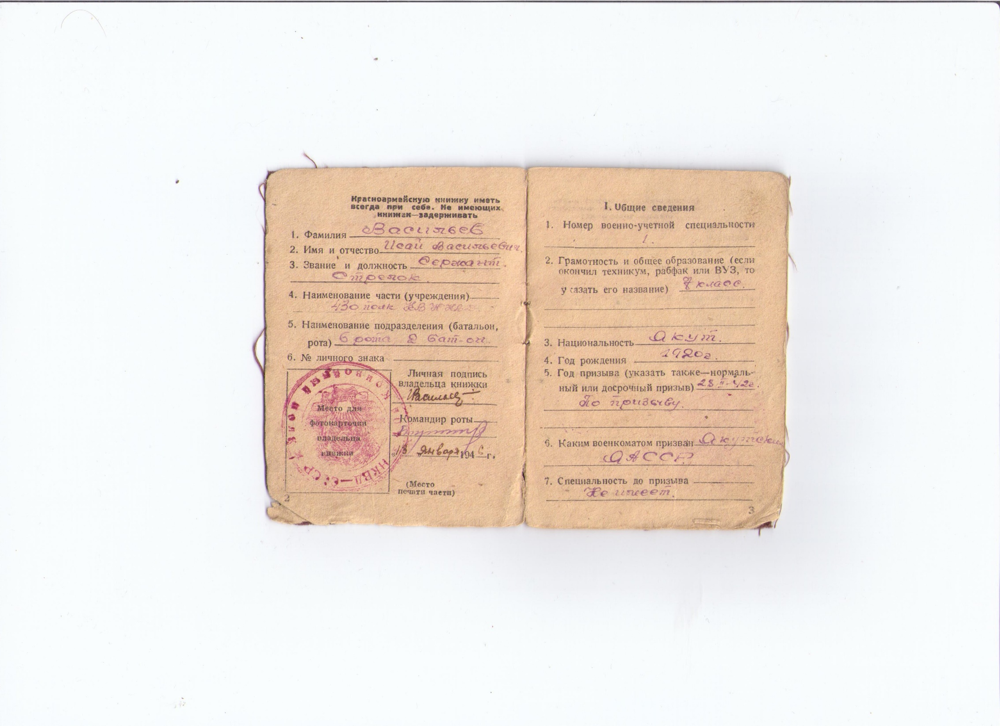 Красноармейскую книжку иметь
всегда при себе. Не имеющих
книжек—задерживать
1. Фамилия Васильев
2. Имя и отчество Исай Васильевич.
3. Звание и должность Сержант.
Стрелок.
4. Наименование части (учреждения)
430 полк
5. Наименование подразделения (батальон,
рота) 6 рота 2 бат-он.
6. № личного знака
Личная подпись
владельца книжки
Васильев
Командир роты
«13» Января 1946 г.
Место для
фотокарточки
владельца
книжки
НКВД—СССР
(Место
печати части)
2
I. Общие сведения
1. Номер военно-учетной специальности
1.
2. Грамотность и общее образование (если
окончил техникум, рабфак или ВУЗ, то
указать его название) 7 класс.
3. Национальность Якут.
4. Год рождения 1920г.
5. Год призыва (указать также—нормаль-
ный или досрочный призыв) 28 II-42г.
По призыву.
6. Каким военкоматом призван Якутским
ЯАССР.
7. Специальность до призыва
Не имеет.
3